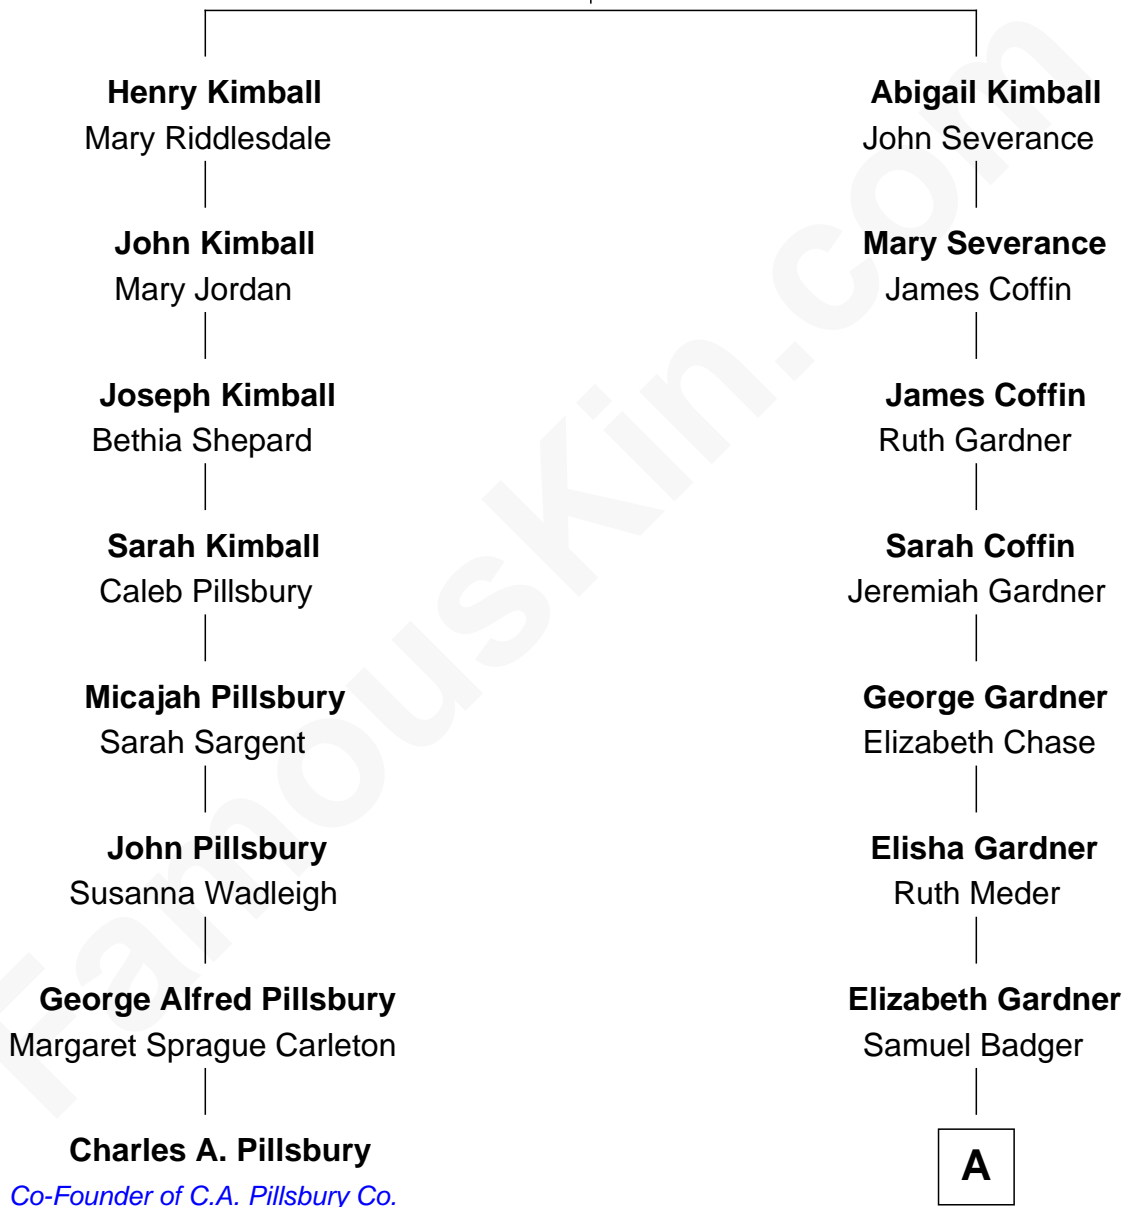 Henry Kimball
Mary Riddlesdale
John Kimball
Mary Jordan
Joseph Kimball
Bethia Shepard
Sarah Kimball
Caleb Pillsbury
Micajah Pillsbury
Sarah Sargent
John Pillsbury
Susanna Wadleigh
George Alfred Pillsbury
Margaret Sprague Carleton
Charles A. Pillsbury
Co-Founder of C.A. Pillsbury Co.
Abigail Kimball
John Severance
Mary Severance
James Coffin
James Coffin
Ruth Gardner
Sarah Coffin
Jeremiah Gardner
George Gardner
Elizabeth Chase
Elisha Gardner
Ruth Meder
Elizabeth Gardner
Samuel Badger
A
FamousKin.com